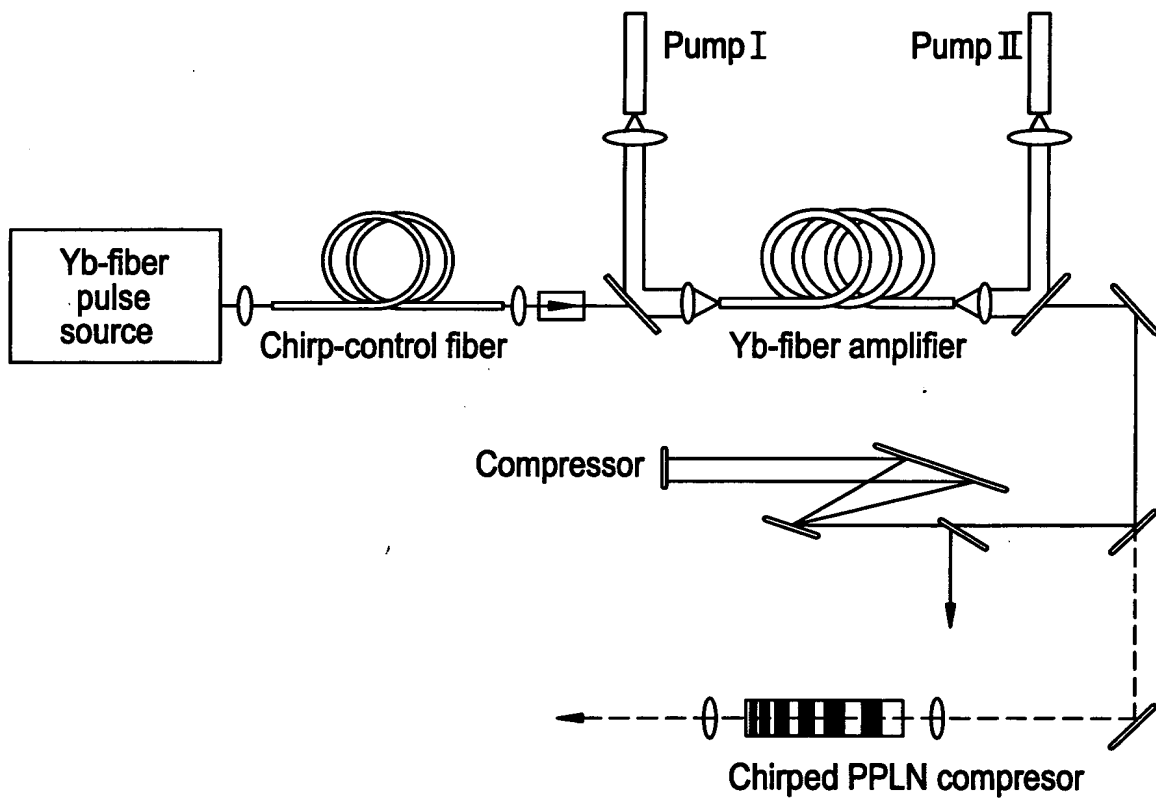 Pump I
Pump II
Yb-fiber
pulse
source
Chirp-control fiber
Yb-fiber amplifier
Compressor
Chirped PPLN compresor